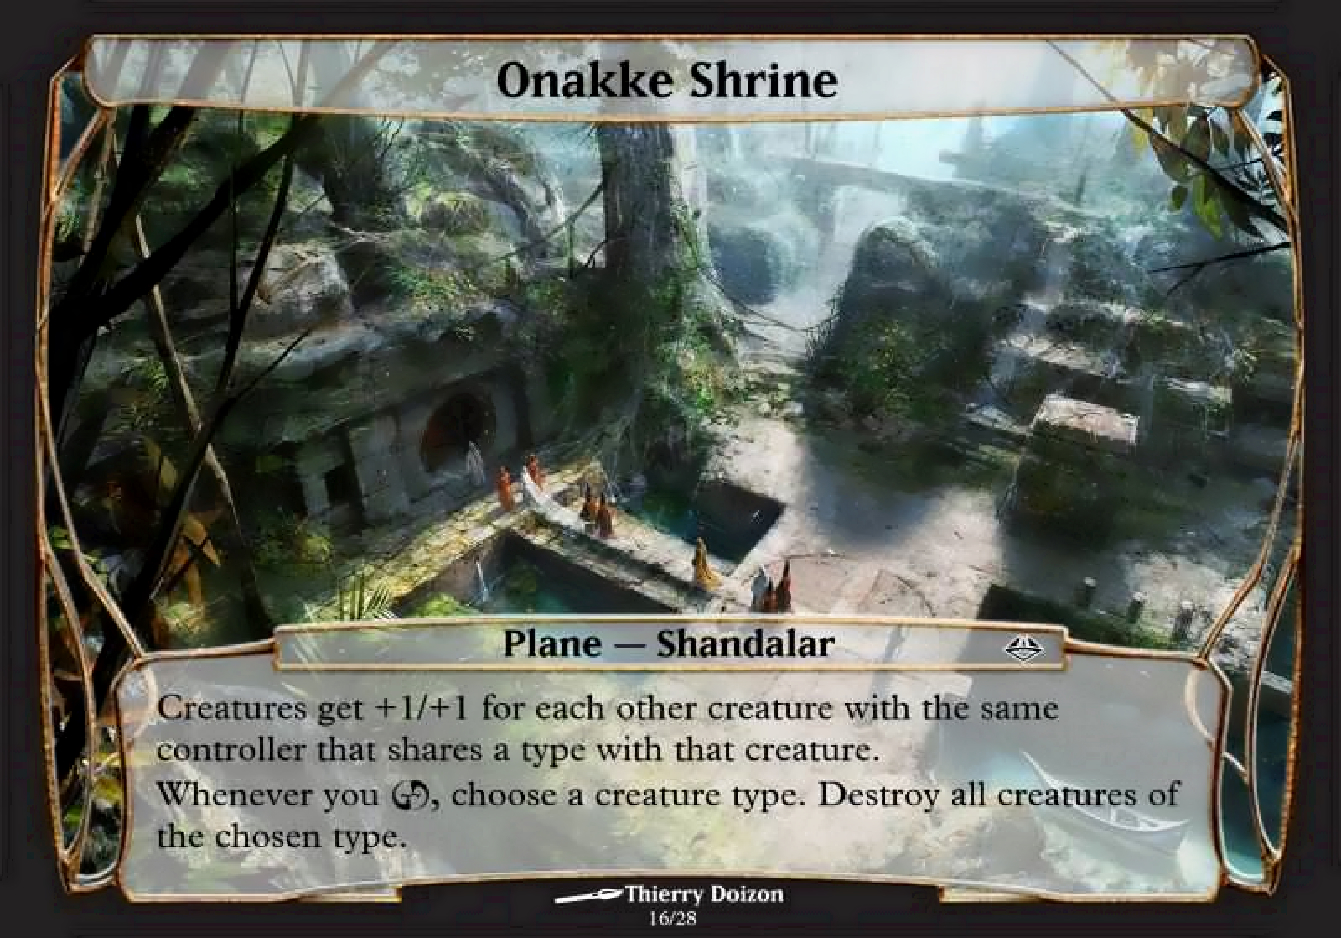 Onakke Shrine
Plane — Shandalar
Creatures get +1/+1 for each other creature with the same
controller that shares a type with that creature.
Whenever you , choose a creature type. Destroy all creatures of
the chosen type.
Thierry Doizon
16/28